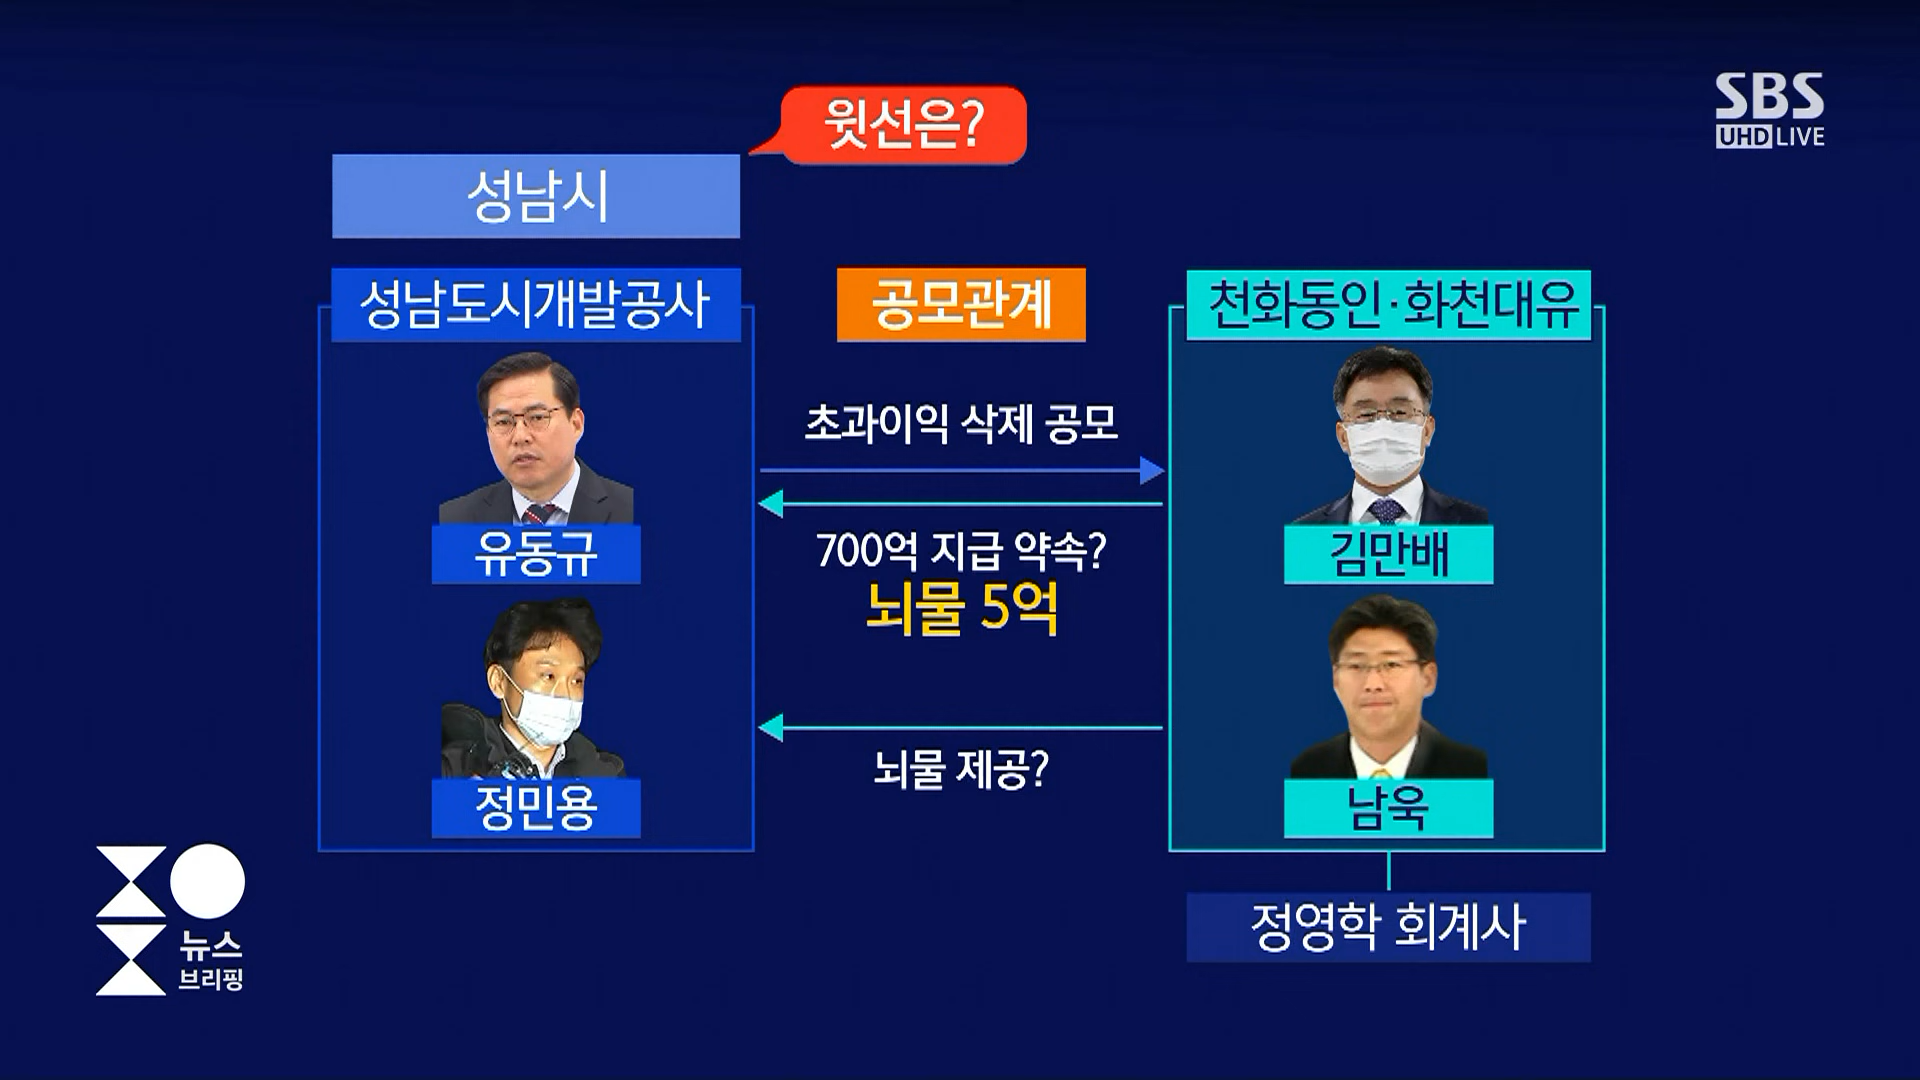 윗선은?
SBS
UHD LIVE
성남시
성남도시개발공사
공모관계
천화동인·화천대유
초과이익 삭제 공모
700억 지급 약속?
뇌물 5억
유동규
김만배
뇌물 제공?
정민용
남욱
정영학 회계사
뉴스
브리핑